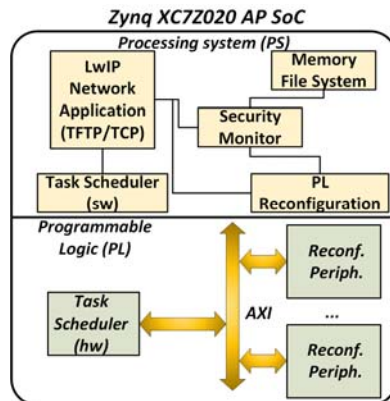 Zynq XC7Z020 AP SoC
Processing system (PS)
LwIP
Network
Application
(TFTP/TCP)
Memory
File System
Security
Monitor
Task Scheduler
(sw)
PL
Reconfiguration
Programmable
Logic (PL)
Task
Scheduler
(hw)
AXI
Reconf.
Periph.
...
Reconf.
Periph.